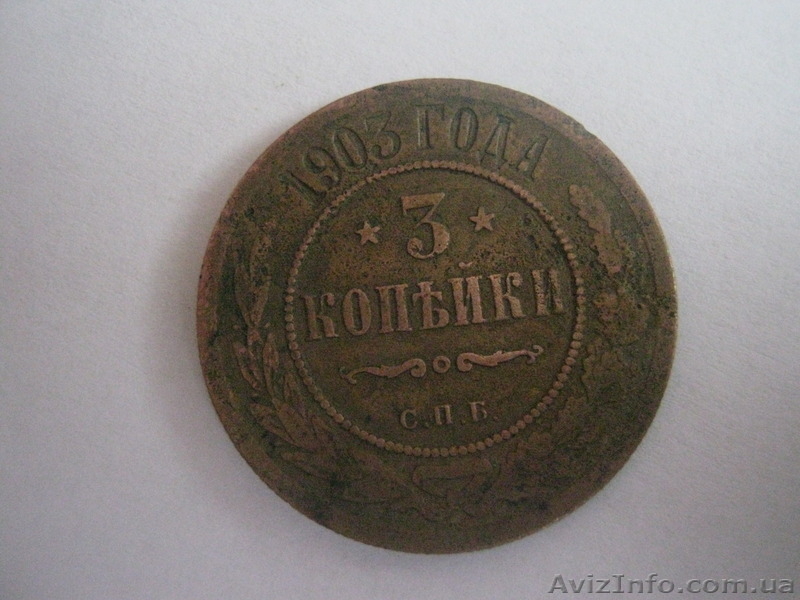 1903 ГОДА
3
КОПѢЙКИ
С.П.Б.
AvizInfo.com.ua